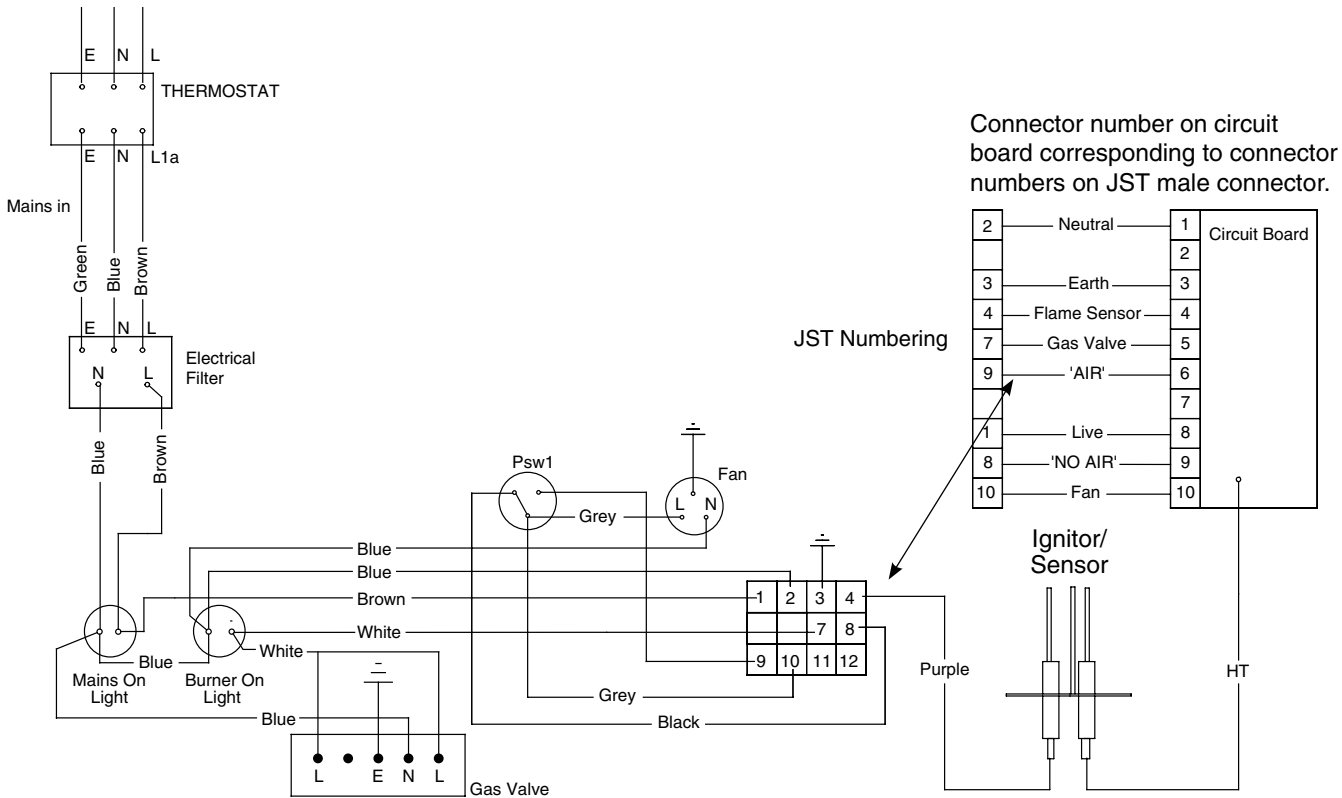 E N L
THERMOSTAT
E N L1a
Mains in
Green
Blue
Brown
E N L
N L
Electrical
Filter
Blue
Brown
Connector number on circuit
board corresponding to connector
numbers on JST male connector.
2 Neutral 1 Circuit Board
2
3 Earth 3
4 Flame Sensor 4
JST Numbering
7 Gas Valve 5
9 'AIR' 6
7
1 Live 8
8 'NO AIR' 9
10 Fan 10
Psw1
Fan
L N
Grey
Blue
Blue
Brown
White
1 2 3 4
7 8
9 10 11 12
Blue
White
Mains On
Light
Burner On
Light
Grey
Blue
Black
L E N L
Gas Valve
Ignitor/
Sensor
Purple
HT